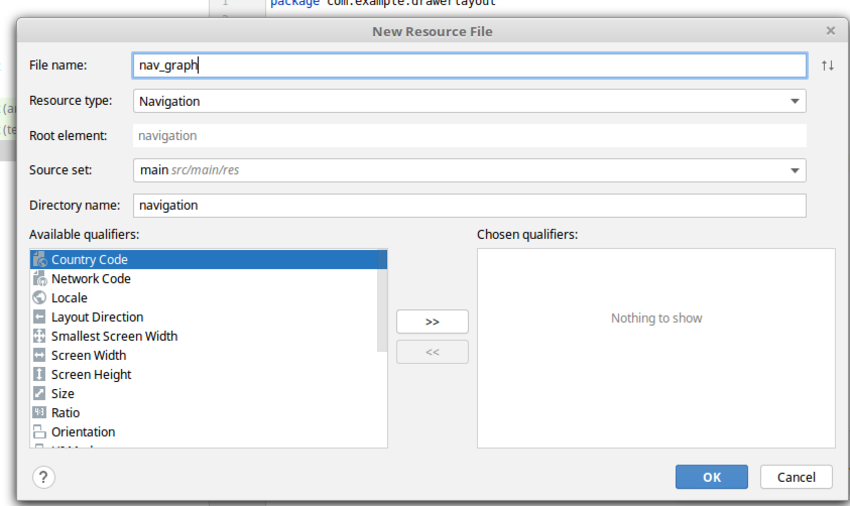 1 package com.example.drawerlayout
New Resource File
File name: nav_graph
Resource type: Navigation
Root element: navigation
Source set: main src/main/res
Directory name: navigation
Available qualifiers: Chosen qualifiers:
Country Code
Network Code
Locale
Layout Direction
Smallest Screen Width
Screen Width
Screen Height
Size
Ratio
Orientation
>>
<<
Nothing to show
? OK Cancel